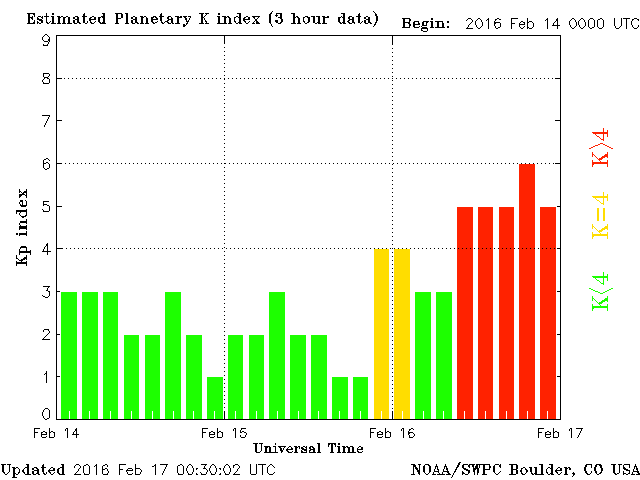 Estimated Planetary K index (3 hour data)
Begin: 2016 Feb 14 0000 UTC
9
8
7
6
5
4
3
2
1
0
Kp index
K>4
K=4
K<4
Feb 14
Feb 15
Feb 16
Feb 17
Universal Time
Updated 2016 Feb 17 00:30:02 UTC
NOAA/SWPC Boulder, CO USA